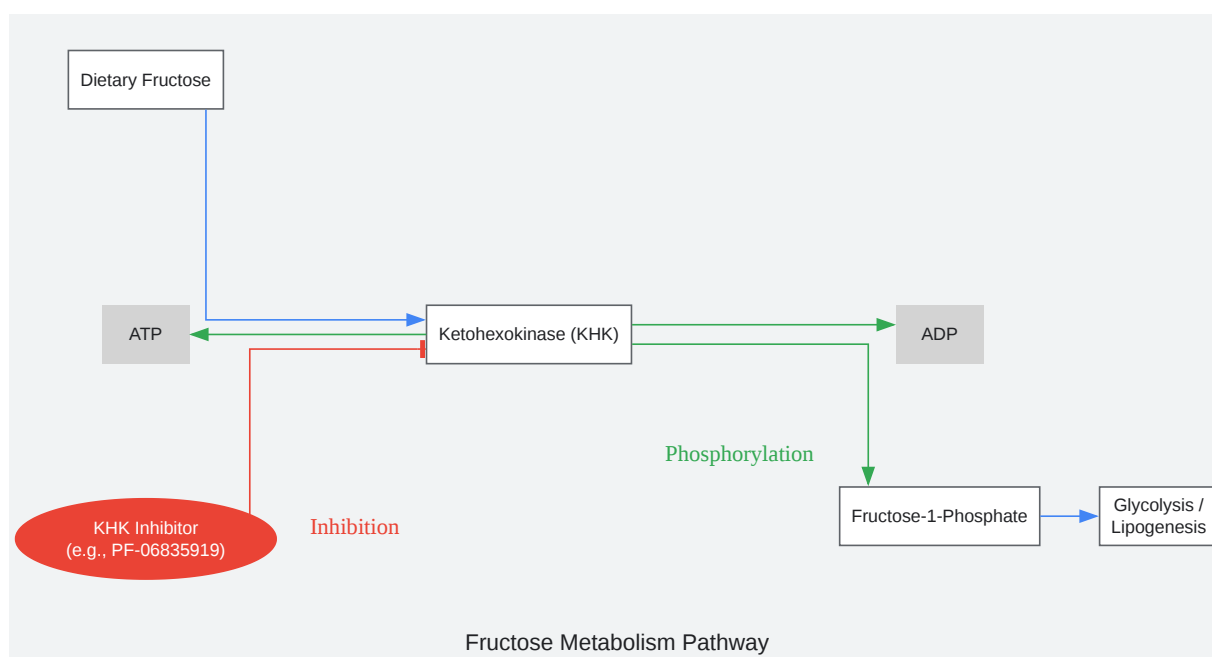 Dietary Fructose
ATP
Ketohexokinase (KHK)
ADP
Phosphorylation
KHK Inhibitor
(e.g., PF-06835919)
Inhibition
Fructose-1-Phosphate
Glycolysis /
Lipogenesis
Fructose Metabolism Pathway